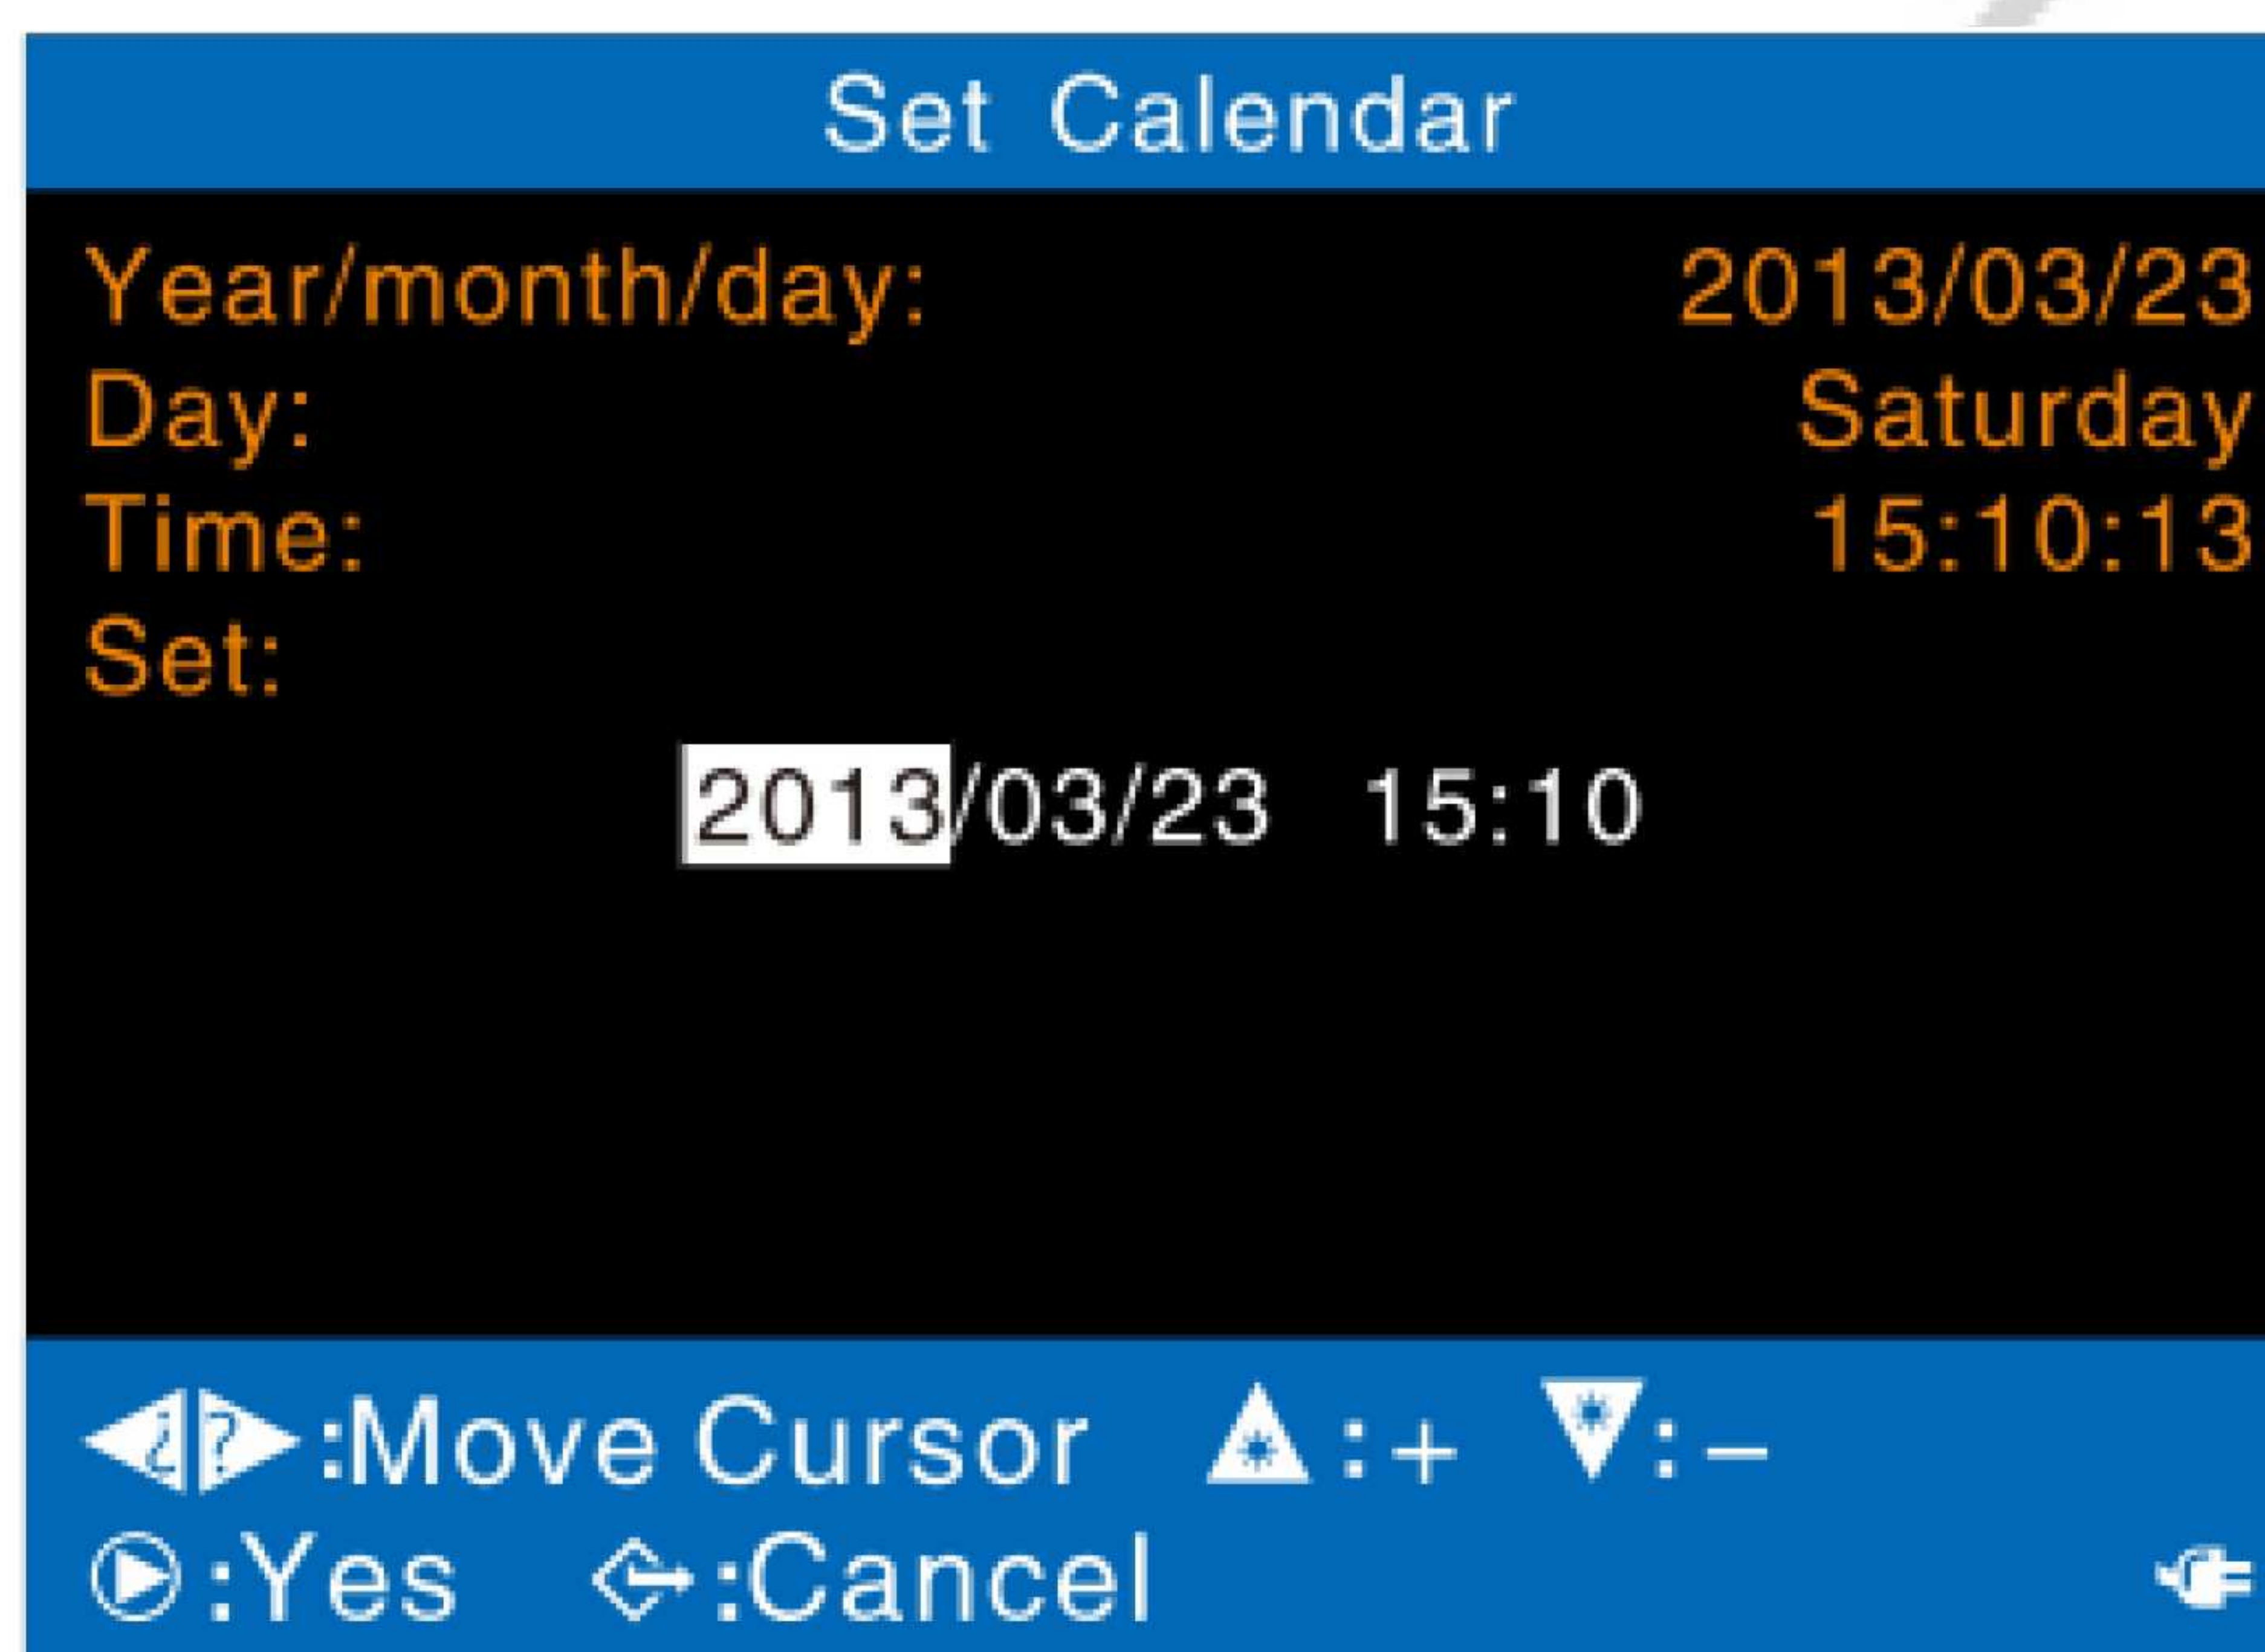 Set Calendar
Year/month/day: 2013/03/23
Day: Saturday
Time: 15:10:13
Set:
2013/03/23 15:10
:Move Cursor :+ :−
:Yes :Cancel